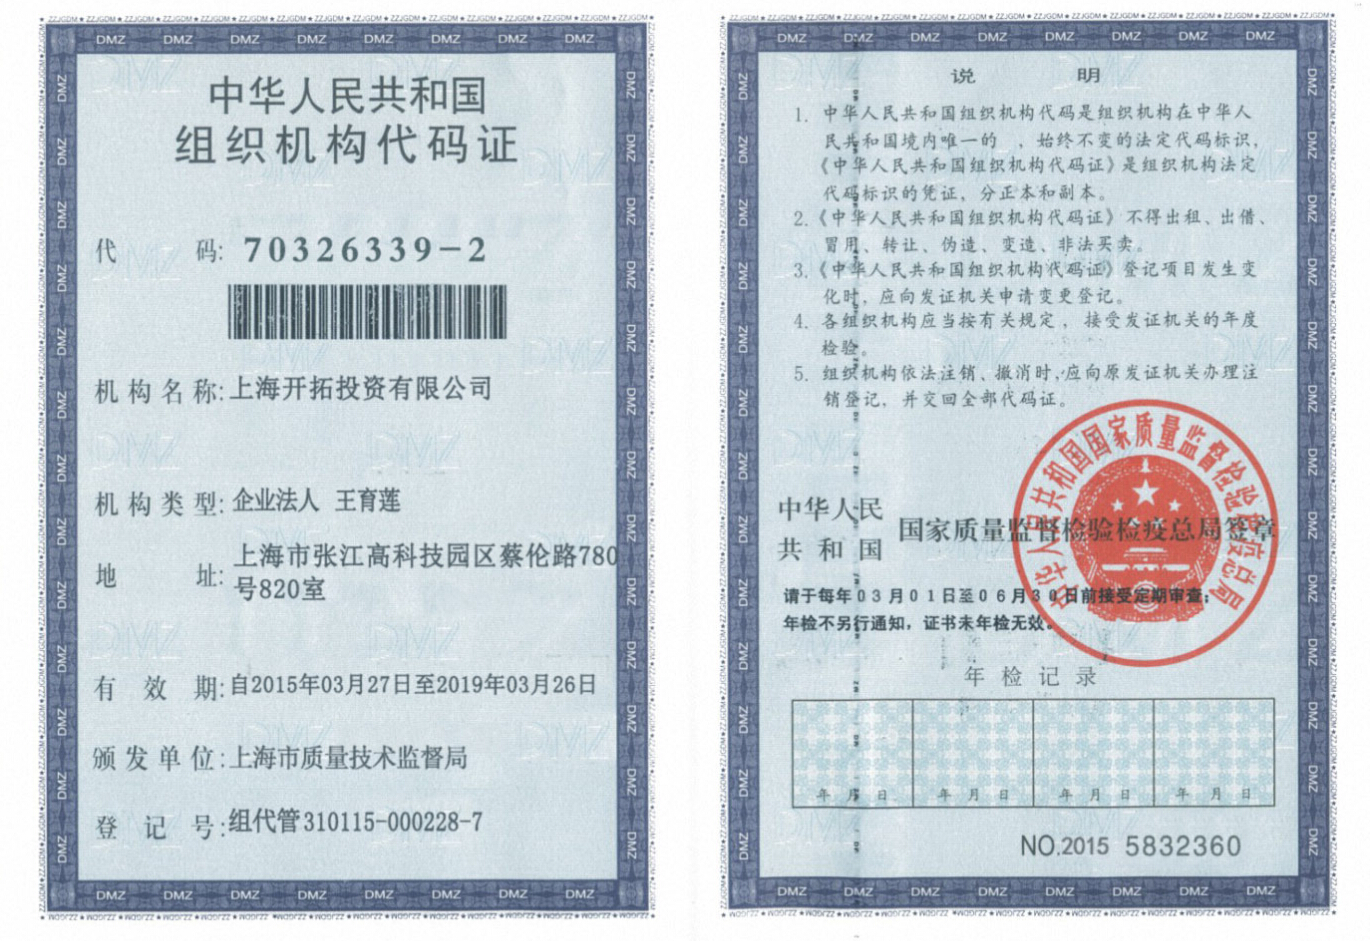 中华人民共和国
组织机构代码证
代 码: 70326339-2
机构名称: 上海开拓投资有限公司
机构类型: 企业法人 王育莲
地 址: 上海市张江高科技园区蔡伦路780
号820室
有 效 期: 自2015年03月27日至2019年03月26日
颁发单位: 上海市质量技术监督局
登 记 号: 组代管310115-000228-7
说 明
1. 中华人民共和国组织机构代码是组织机构在中华人
民共和国境内唯一的 、始终不变的法定代码标识,
《中华人民共和国组织机构代码证》是组织机构法定
代码标识的凭证, 分正本和副本。
2.《中华人民共和国组织机构代码证》不得出租、出借、
冒用、转让、伪造、变造、非法买卖。
3.《中华人民共和国组织机构代码证》登记项目发生变
化时, 应向发证机关申请变更登记。
4. 各组织机构应当按有关规定, 接受发证机关的年度
检验。
5. 组织机构依法注销、撤消时, 应向原发证机关办理注
销登记, 并交回全部代码证。
中华人民共和国国家质量监督检验检疫总局
中华人民
共和国
国家质量监督检验检疫总局签章
请于每年03月01日至06月30日前接受定期审查;
年检不另行通知, 证书未年检无效。
年检记录
年 月 日 年 月 日 年 月 日 年 月 日
NO.2015 5832360
DMZ
ZZJGDM